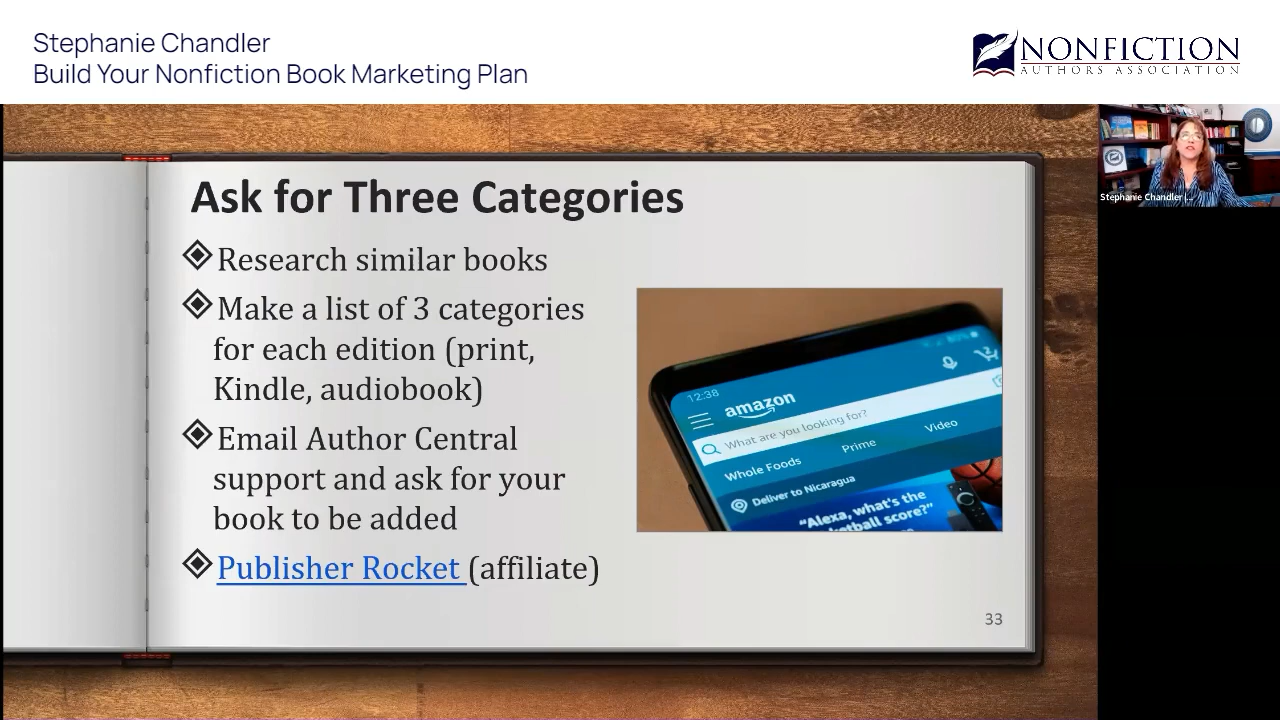 Stephanie Chandler
Build Your Nonfiction Book Marketing Plan
NONFICTION
AUTHORS ASSOCIATION
Stephanie Chandler
Ask for Three Categories
Research similar books
Make a list of 3 categories
for each edition (print,
Kindle, audiobook)
Email Author Central
support and ask for your
book to be added
Publisher Rocket (affiliate)
12:38
amazon
What are you looking for?
Whole Foods Prime Video
Deliver to Nicaragua
"Alexa, what's the
score?"
33